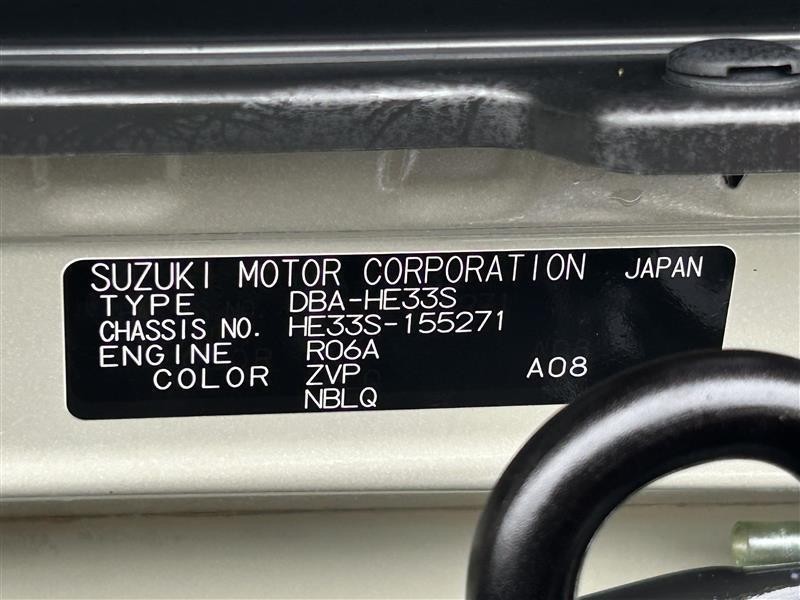 SUZUKI MOTOR CORPORATION JAPAN
TYPE DBA-HE33S
CHASSIS NO. HE33S-155271
ENGINE R06A
COLOR ZVP A08
NBLQ